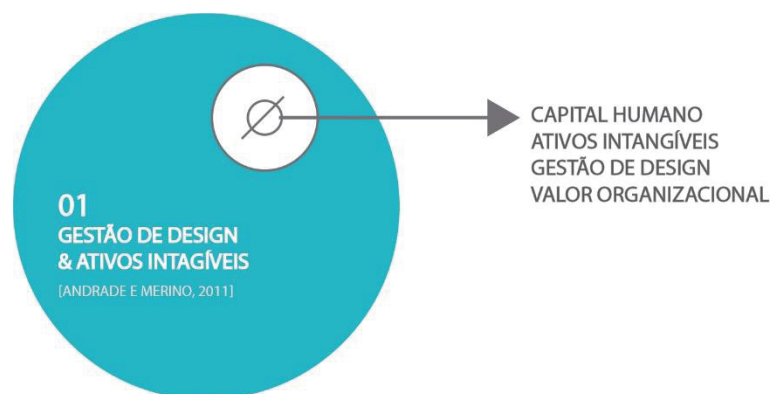 01
GESTÃO DE DESIGN
& ATIVOS INTAGÍVEIS
[ANDRADE E MERINO, 2011]
CAPITAL HUMANO
ATIVOS INTANGÍVEIS
GESTÃO DE DESIGN
VALOR ORGANIZACIONAL